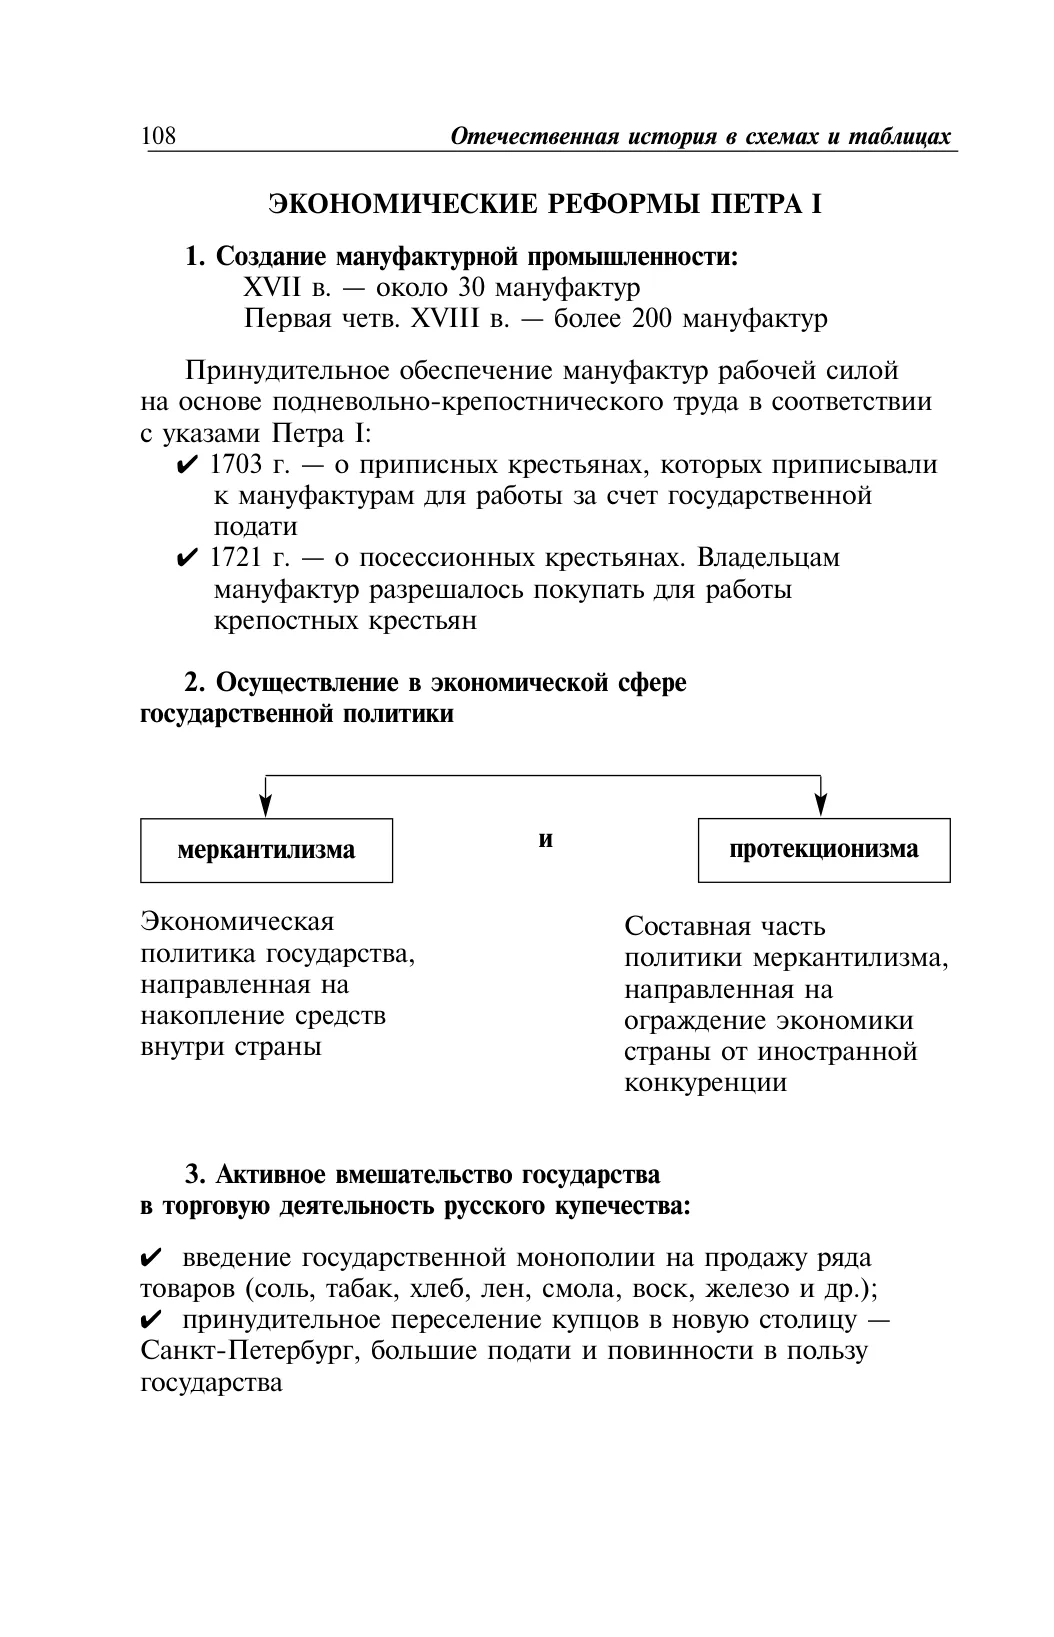 108 Отечественная история в схемах и таблицах
ЭКОНОМИЧЕСКИЕ РЕФОРМЫ ПЕТРА I
1. Создание мануфактурной промышленности:
XVII в. — около 30 мануфактур
Первая четв. XVIII в. — более 200 мануфактур
Принудительное обеспечение мануфактур рабочей силой
на основе подневольно-крепостнического труда в соответствии
с указами Петра I:
✔ 1703 г. — о приписных крестьянах, которых приписывали
к мануфактурам для работы за счет государственной
подати
✔ 1721 г. — о посессионных крестьянах. Владельцам
мануфактур разрешалось покупать для работы
крепостных крестьян
2. Осуществление в экономической сфере
государственной политики
меркантилизма
и
протекционизма
Экономическая
политика государства,
направленная на
накопление средств
внутри страны
Составная часть
политики меркантилизма,
направленная на
ограждение экономики
страны от иностранной
конкуренции
3. Активное вмешательство государства
в торговую деятельность русского купечества:
✔ введение государственной монополии на продажу ряда
товаров (соль, табак, хлеб, лен, смола, воск, железо и др.);
✔ принудительное переселение купцов в новую столицу —
Санкт-Петербург, большие подати и повинности в пользу
государства